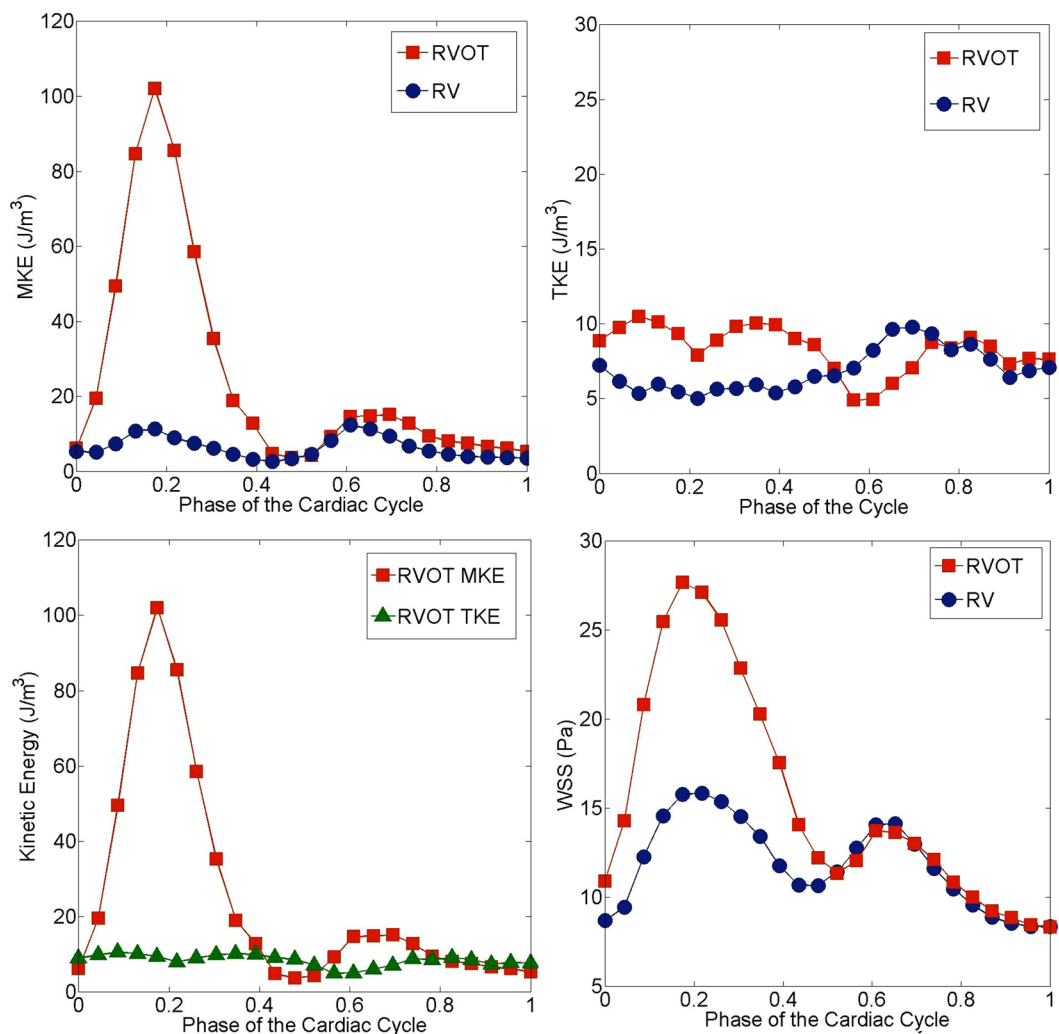 120
100
80
60
40
20
0
MKE (J/m³)
RVOT
RV
0 0.2 0.4 0.6 0.8 1
Phase of the Cardiac Cycle
30
25
20
15
10
5
0
TKE (J/m³)
RVOT
RV
0 0.2 0.4 0.6 0.8 1
Phase of the Cycle
120
100
80
60
40
20
0
Kinetic Energy (J/m³)
RVOT MKE
RVOT TKE
0 0.2 0.4 0.6 0.8 1
Phase of the Cardiac Cycle
30
25
20
15
10
5
WSS (Pa)
RVOT
RV
0 0.2 0.4 0.6 0.8 1
Phase of the Cardiac Cycle